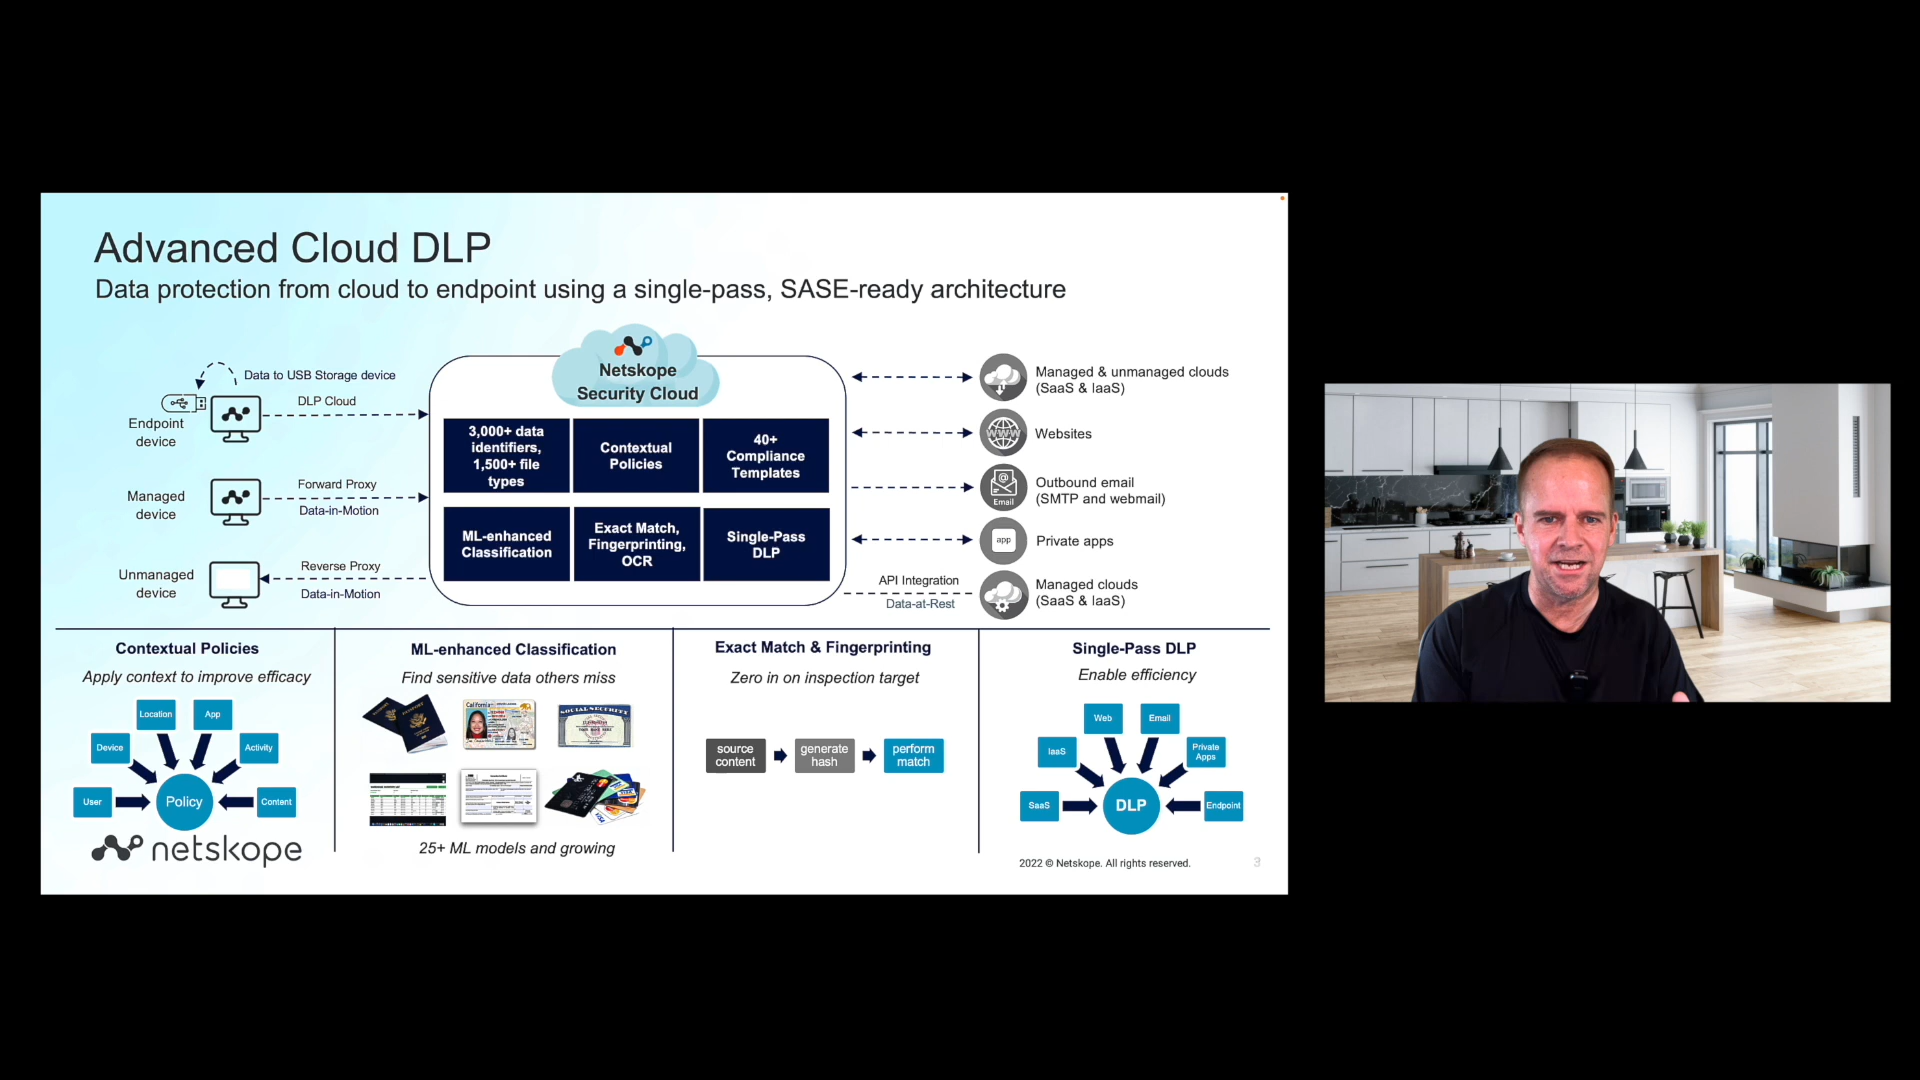 Advanced Cloud DLP
Data protection from cloud to endpoint using a single-pass, SASE-ready architecture
Data to USB Storage device
DLP Cloud
Endpoint
device
Forward Proxy
Managed
device
Data-in-Motion
Reverse Proxy
Unmanaged
device
Data-in-Motion
Netskope
Security Cloud
3,000+ data
identifiers,
1,500+ file
types
Contextual
Policies
40+
Compliance
Templates
ML-enhanced
Classification
Exact Match,
Fingerprinting,
OCR
Single-Pass
DLP
Managed & unmanaged clouds
(SaaS & IaaS)
WWW
Websites
@
Email
Outbound email
(SMTP and webmail)
app
Private apps
API Integration
Data-at-Rest
Managed clouds
(SaaS & IaaS)
Contextual Policies
Apply context to improve efficacy
Location
App
Device
Activity
User
Policy
Content
netskope
ML-enhanced Classification
Find sensitive data others miss
California
SOCIAL SECURITY
VISA
25+ ML models and growing
Exact Match & Fingerprinting
Zero in on inspection target
source
content
generate
hash
perform
match
Single-Pass DLP
Enable efficiency
Web
Email
IaaS
Private
Apps
SaaS
DLP
Endpoint
2022 © Netskope. All rights reserved.
3